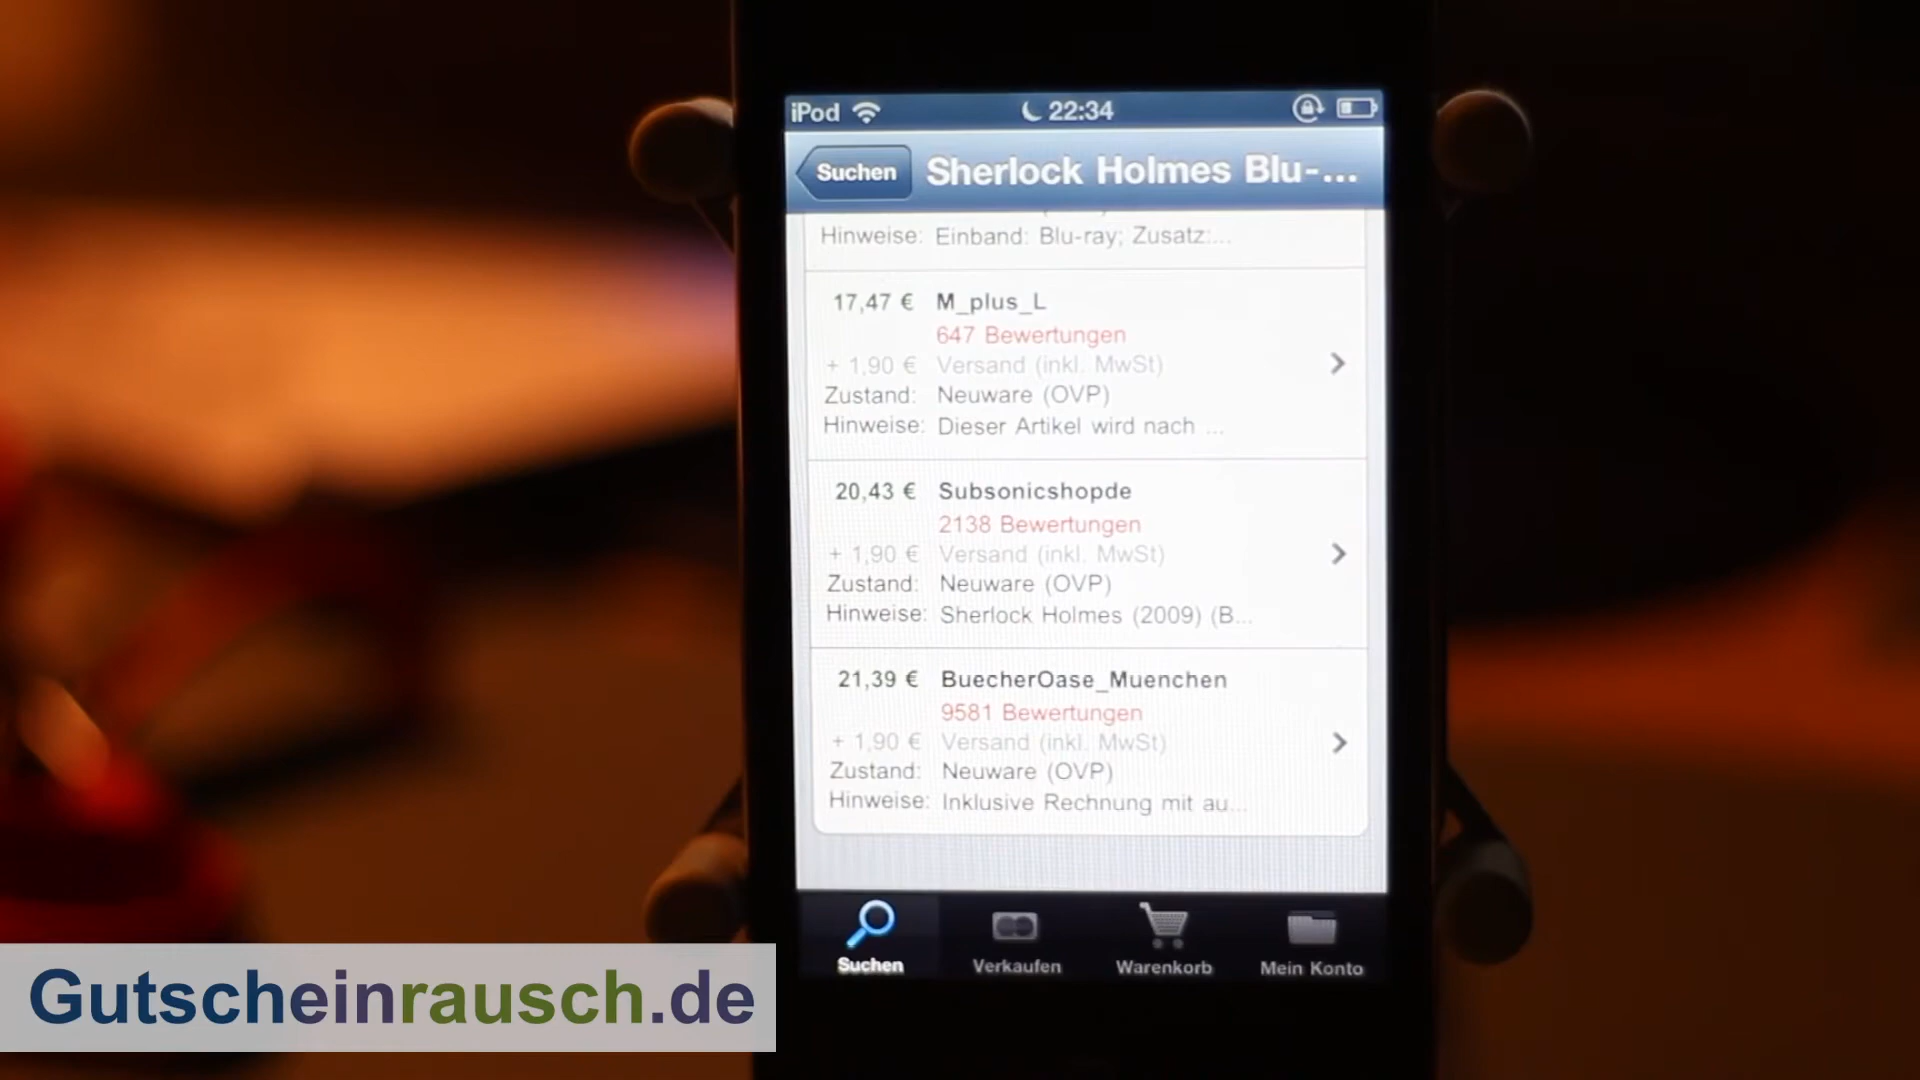 iPod 22:34
Suchen Sherlock Holmes Blu-...
Hinweise: Einband: Blu-ray; Zusatz:...
17,47 € M_plus_L
647 Bewertungen
+ 1,90 € Versand (inkl. MwSt)
Zustand: Neuware (OVP)
Hinweise: Dieser Artikel wird nach ...
20,43 € Subsonicshopde
2138 Bewertungen
+ 1,90 € Versand (inkl. MwSt)
Zustand: Neuware (OVP)
Hinweise: Sherlock Holmes (2009) (B...
21,39 € BuecherOase_Muenchen
9581 Bewertungen
+ 1,90 € Versand (inkl. MwSt)
Zustand: Neuware (OVP)
Hinweise: Inklusive Rechnung mit au...
Suchen Verkaufen Warenkorb Mein Konto
Gutscheinrausch.de